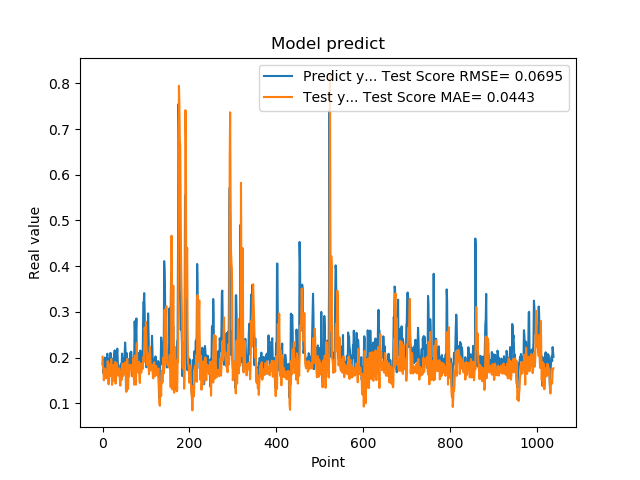 Model predict
Predict y... Test Score RMSE= 0.0695
Test y... Test Score MAE= 0.0443
0.8
0.7
0.6
0.5
0.4
0.3
0.2
0.1
Real value
0 200 400 600 800 1000
Point